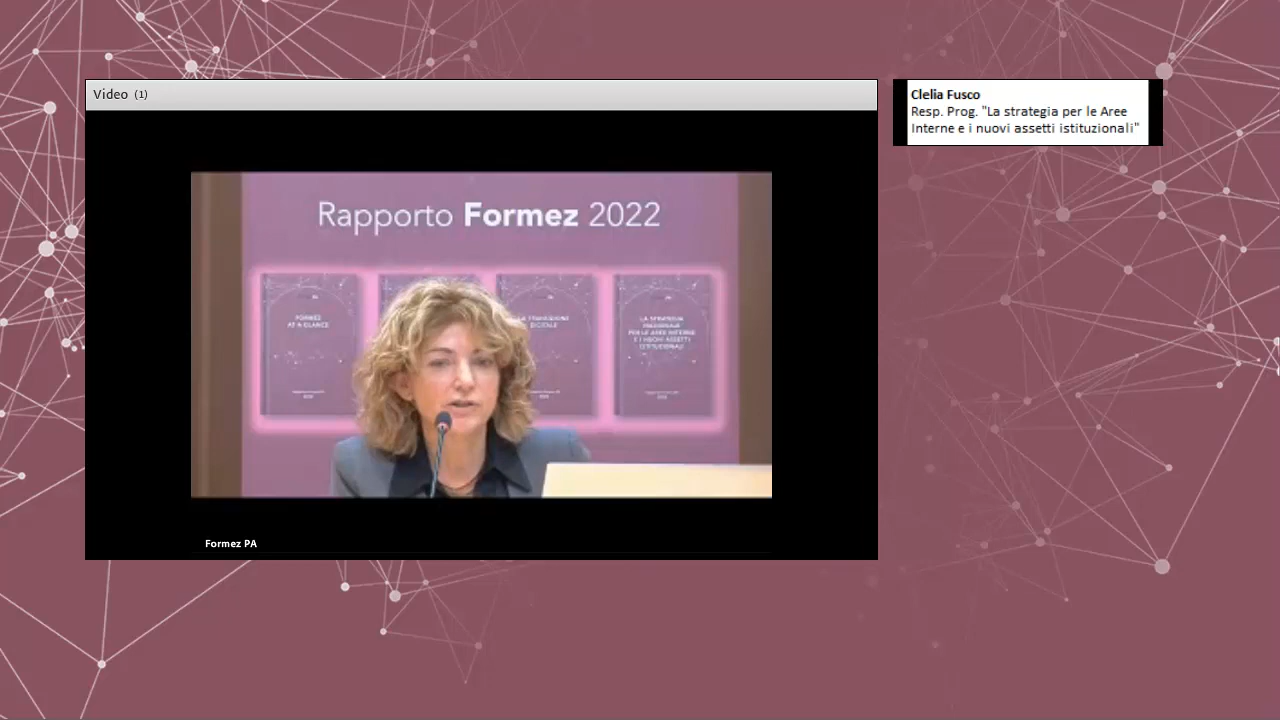 Video (1)
Clelia Fusco
Resp. Prog. "La strategia per le Aree
Interne e i nuovi assetti istituzionali"
Rapporto Formez 2022
FORMEZ
AT A GLANCE
LA TRANSIZIONE
DIGITALE
LA STRATEGIA
NAZIONALE
PER LE AREE INTERNE
E I NUOVI ASSETTI
ISTITUZIONALI
Formez PA